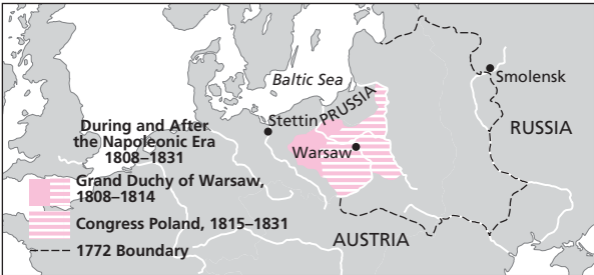 Baltic Sea
Smolensk
Stettin
PRUSSIA
RUSSIA
Warsaw
AUSTRIA
During and After
the Napoleonic Era
1808–1831
Grand Duchy of Warsaw,
1808–1814
Congress Poland, 1815–1831
1772 Boundary